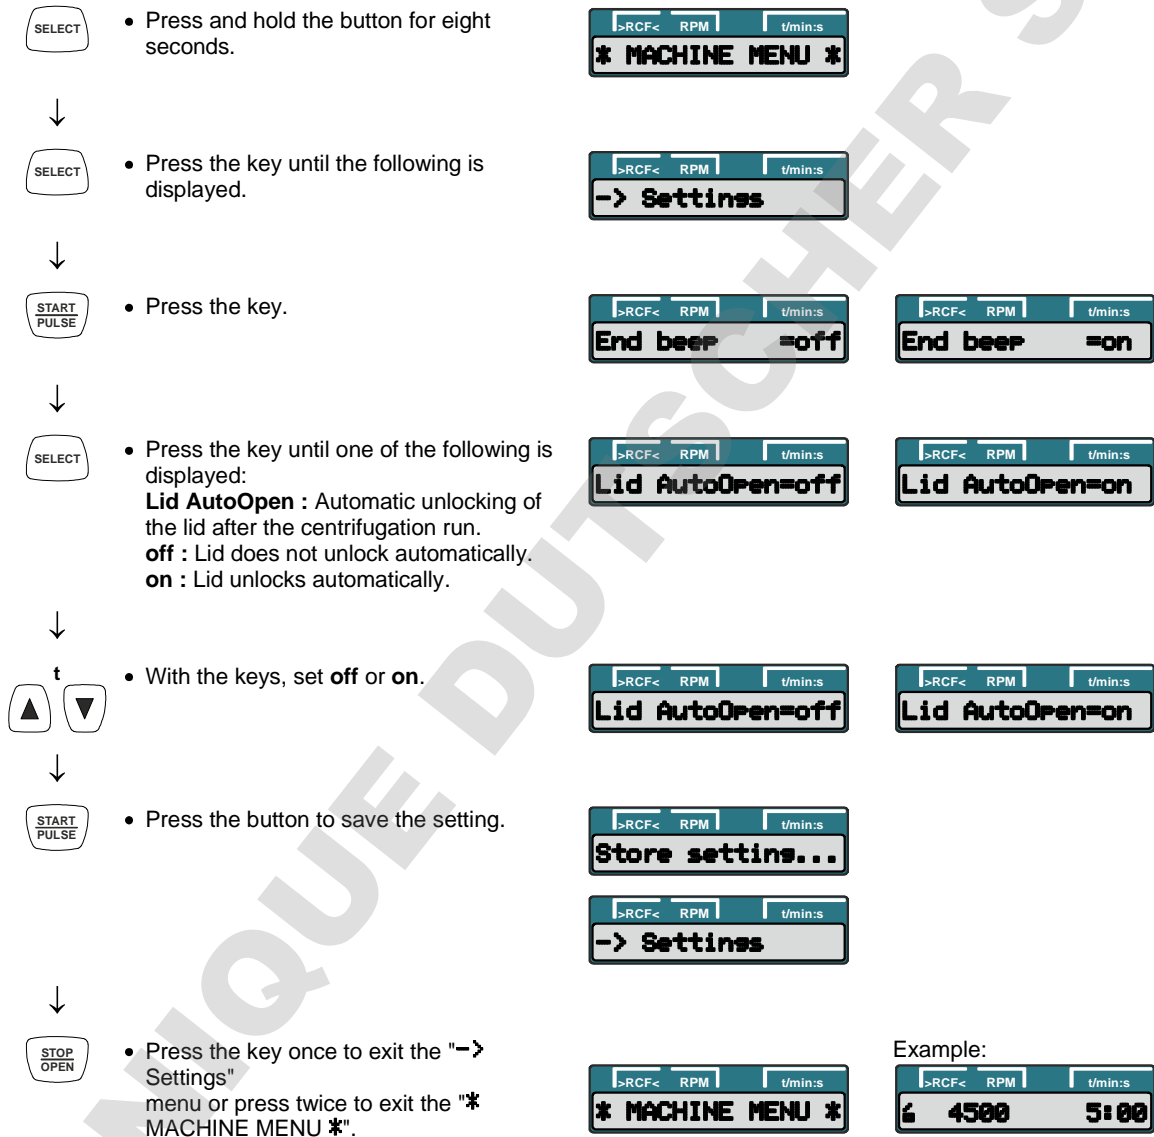 SELECT
• Press and hold the button for eight
seconds.
>RCF< RPM t/min:s
* MACHINE MENU *
↓
SELECT
• Press the key until the following is
displayed.
>RCF< RPM t/min:s
-> Settings
↓
START
PULSE
• Press the key.
>RCF< RPM t/min:s
End beep =off
>RCF< RPM t/min:s
End beep =on
↓
SELECT
• Press the key until one of the following is
displayed:
Lid AutoOpen : Automatic unlocking of
the lid after the centrifugation run.
off : Lid does not unlock automatically.
on : Lid unlocks automatically.
>RCF< RPM t/min:s
Lid AutoOpen=off
>RCF< RPM t/min:s
Lid AutoOpen=on
↓
t
▲ ▼
• With the keys, set off or on.
>RCF< RPM t/min:s
Lid AutoOpen=off
>RCF< RPM t/min:s
Lid AutoOpen=on
↓
START
PULSE
• Press the button to save the setting.
>RCF< RPM t/min:s
Store setting...
>RCF< RPM t/min:s
-> Settings
↓
STOP
OPEN
• Press the key once to exit the "->
Settings"
menu or press twice to exit the "*
MACHINE MENU *".
>RCF< RPM t/min:s
* MACHINE MENU *
Example:
>RCF< RPM t/min:s
4500 5:00
NIQUE DUTSCHER S